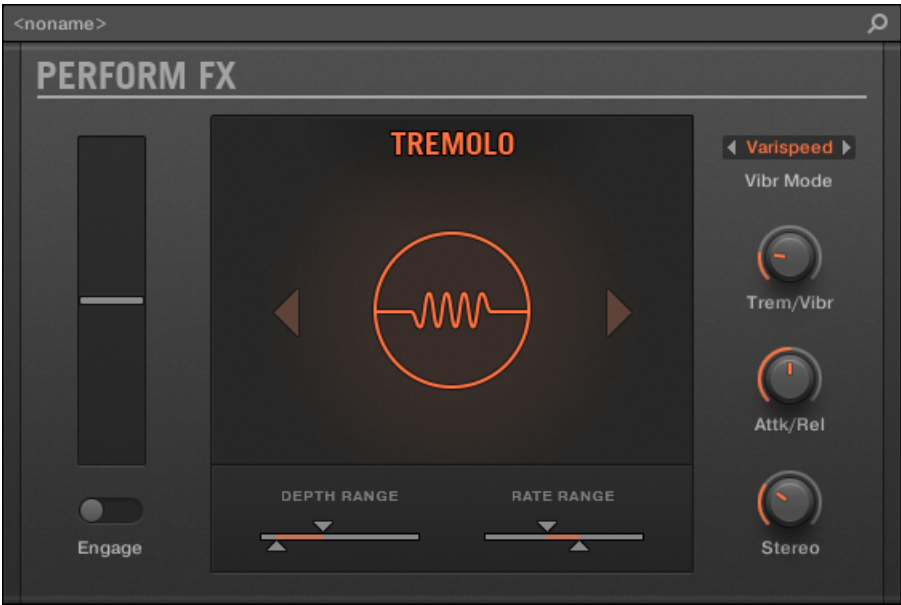 <noname>
PERFORM FX
TREMOLO
Varispeed
Vibr Mode
Trem/Vibr
Attk/Rel
DEPTH RANGE
RATE RANGE
Engage
Stereo